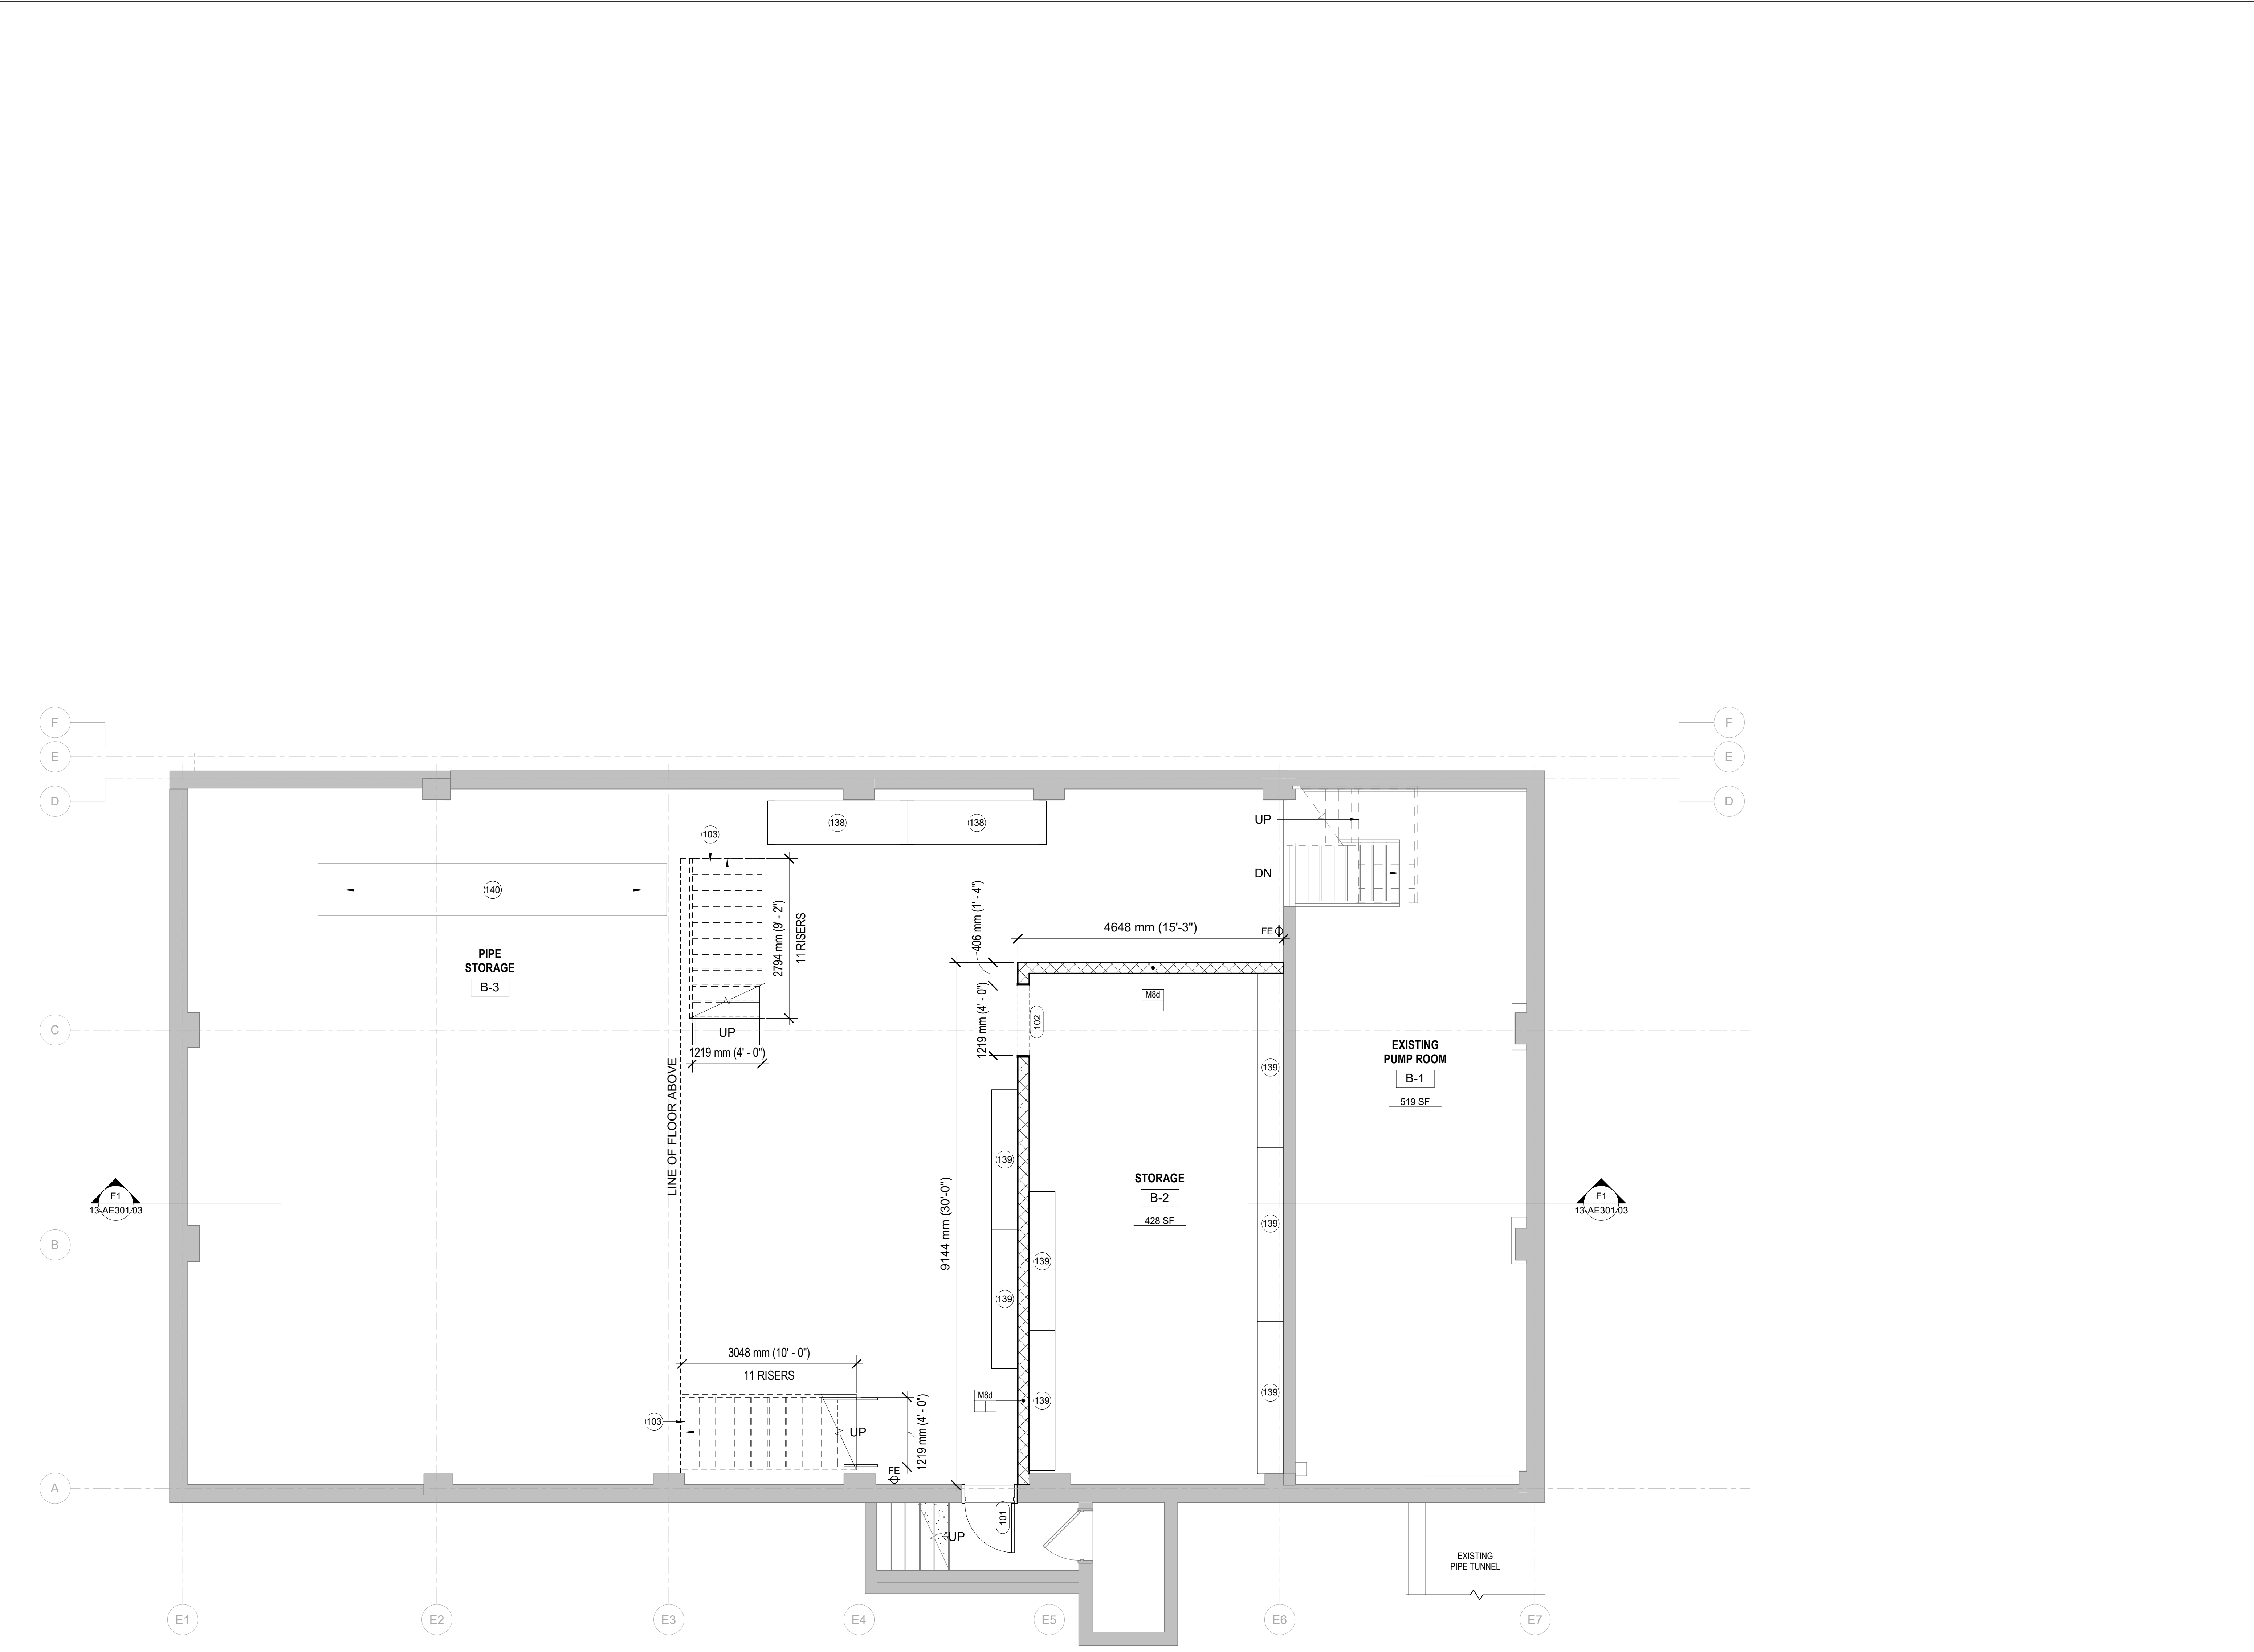 F
F
E
E
D
D
138
138
UP
103
DN
140
406 mm (1' - 4")
2794 mm (9' - 2")
11 RISERS
4648 mm (15'-3")
FE
PIPE
STORAGE
B-3
M8d
1219 mm (4' - 0")
102
C
UP
1219 mm (4' - 0")
EXISTING
PUMP ROOM
B-1
519 SF
139
LINE OF FLOOR ABOVE
139
STORAGE
B-2
428 SF
F1
13-AE301.03
F1
13-AE301.03
9144 mm (30'-0")
139
B
139
139
3048 mm (10' - 0")
11 RISERS
M8d
139
139
103
UP
1219 mm (4' - 0")
FE
A
101
UP
EXISTING
PIPE TUNNEL
E1
E2
E3
E4
E5
E6
E7